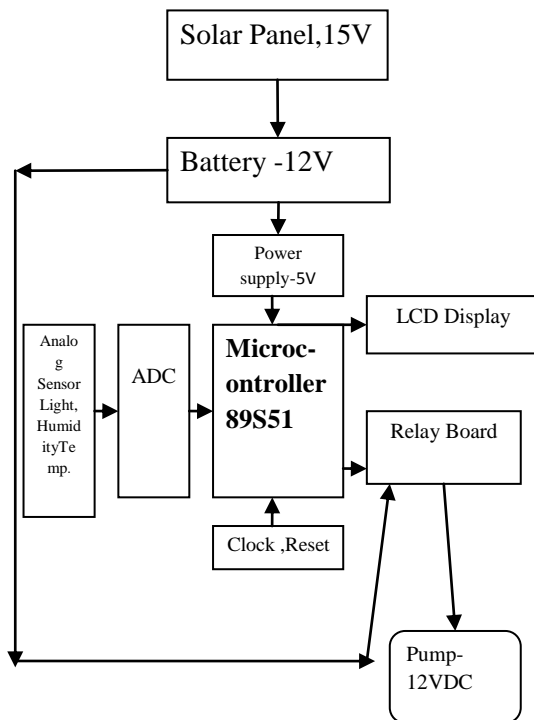 Solar Panel,15V
Battery -12V
Power
supply-5V
LCD Display
Microc-
ontroller
89S51
Analo
g
Sensor
Light,
Humid
ityTe
mp.
ADC
Relay Board
Clock ,Reset
Pump-
12VDC